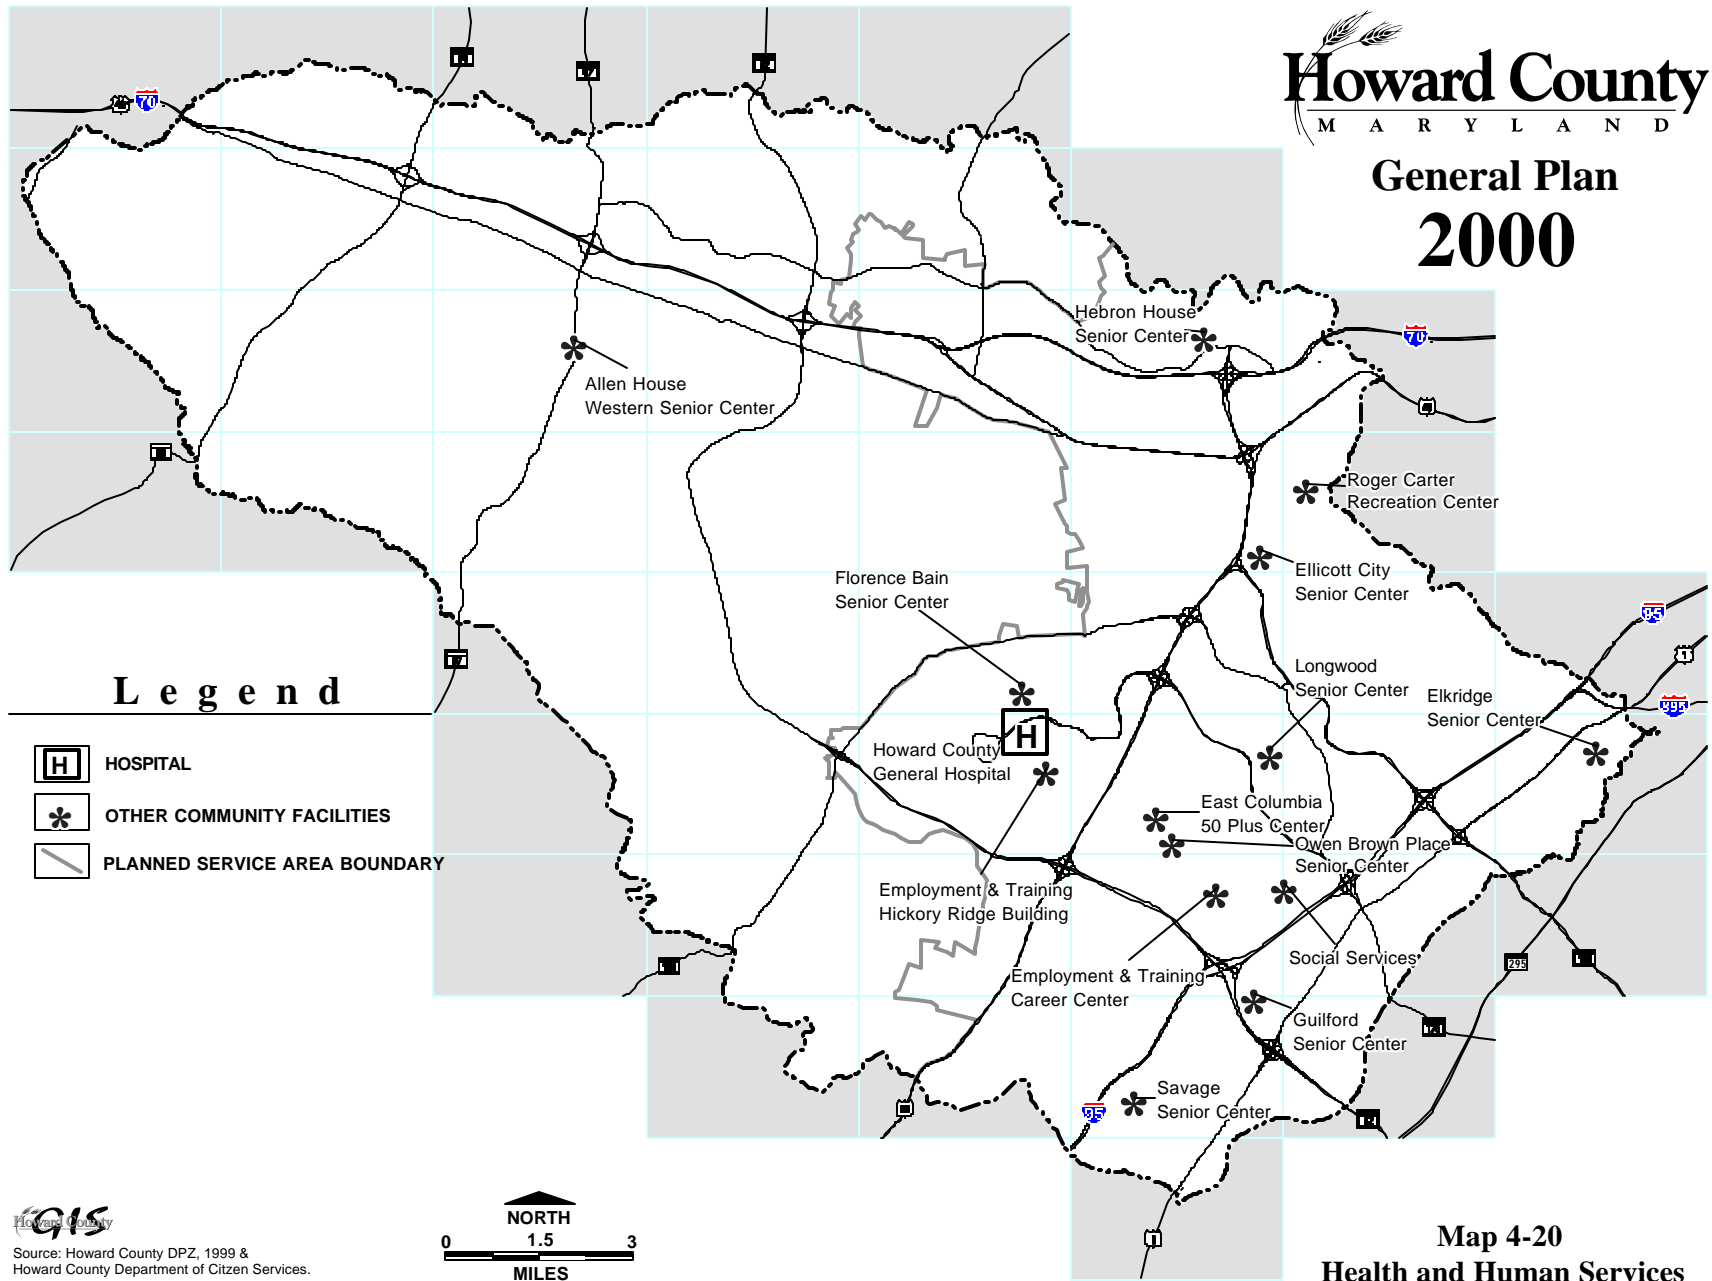 Howard County
MARYLAND
General Plan
2000
70
Hebron House
Senior Center
70
Allen House
Western Senior Center
Roger Carter
Recreation Center
Florence Bain
Senior Center
Ellicott City
Senior Center
95
1
Longwood
Senior Center
Elkridge
Senior Center
895
Legend
H
HOSPITAL
OTHER COMMUNITY FACILITIES
PLANNED SERVICE AREA BOUNDARY
H
Howard County
General Hospital
East Columbia
50 Plus Center
Owen Brown Place
Senior Center
Employment & Training
Hickory Ridge Building
Social Services
295
Employment & Training
Career Center
Guilford
Senior Center
Savage
Senior Center
95
1
Howard County
GIS
Source: Howard County DPZ, 1999 &
Howard County Department of Citzen Services.
NORTH
0 1.5 3
MILES
Map 4-20
Health and Human Services